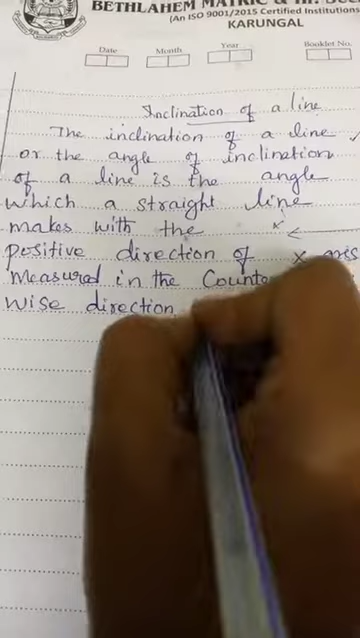 BETHLAHEM MATRIC
(An ISO 9001/2015 Certified Institutions
KARUNGAL
Date Month Year Booklet No.
Inclination of a line
The inclination of a line
or the angle of inclination
of a line is the angle
which a straight line
makes with the
x'
positive direction of x axis
Measured in the Counte
wise direction